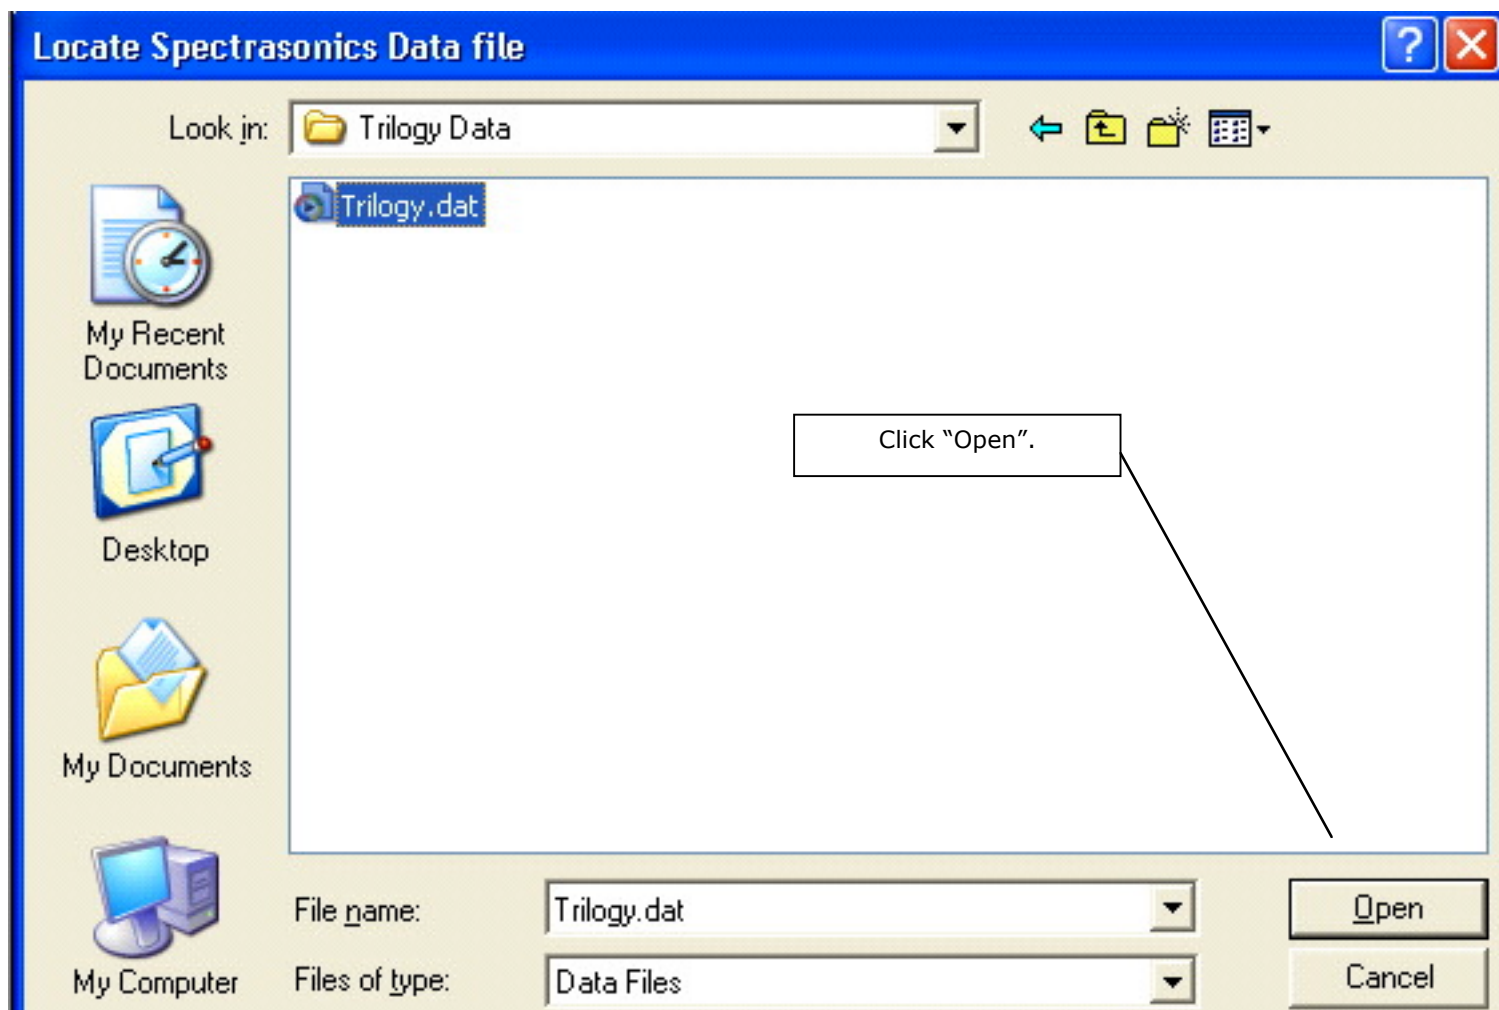 Locate Spectrasonics Data file
Look in:
Trilogy Data
Trilogy.dat
My Recent
Documents
Desktop
My Documents
My Computer
Click “Open”.
File name:
Trilogy.dat
Open
Files of type:
Data Files
Cancel